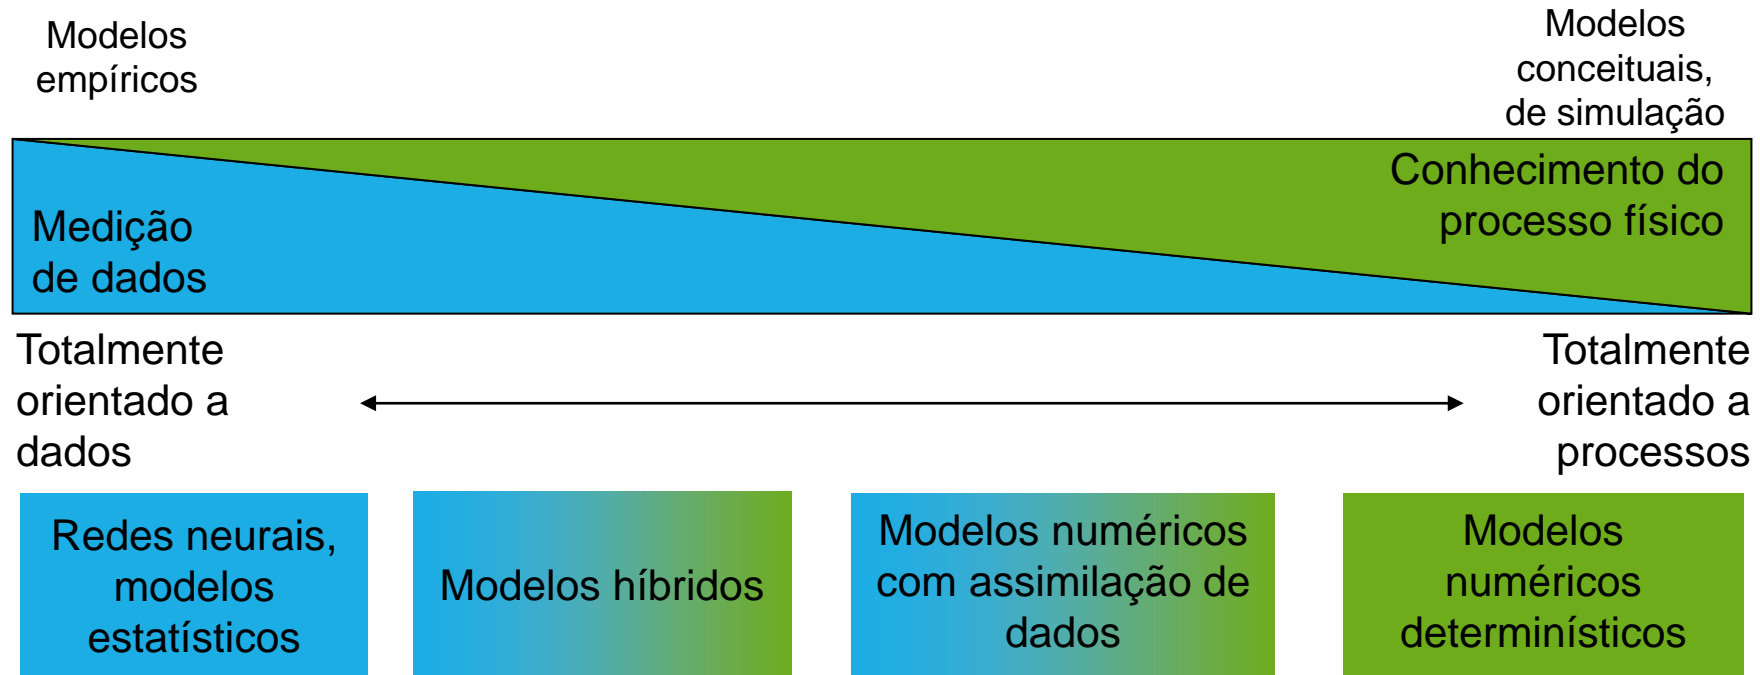 Modelos
empíricos
Modelos
conceituais,
de simulação
Medição
de dados
Conhecimento do
processo físico
Totalmente
orientado a
dados
Totalmente
orientado a
processos
Redes neurais,
modelos
estatísticos
Modelos híbridos
Modelos numéricos
com assimilação de
dados
Modelos
numéricos
determinísticos